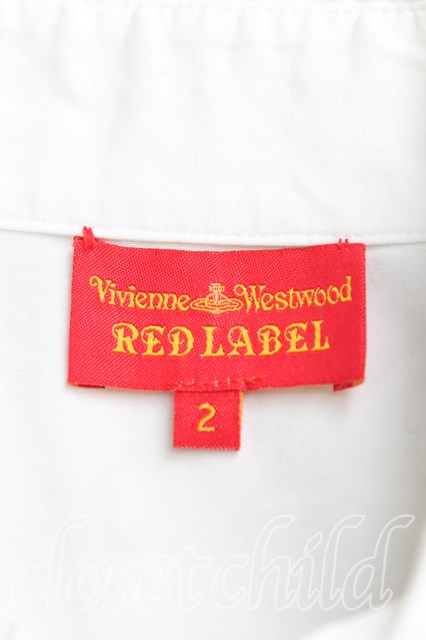 Vivienne Westwood
RED LABEL
2
closetchild